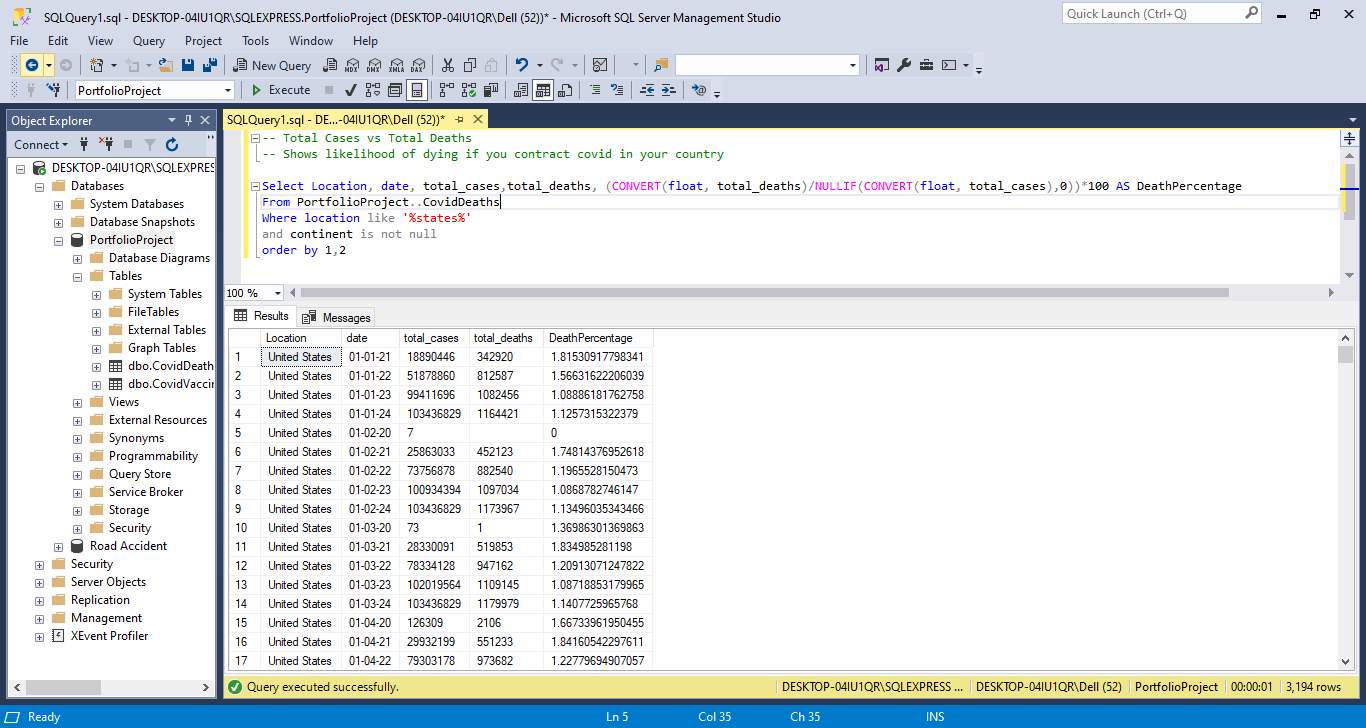 SQLQuery1.sql - DESKTOP-04IU1QR\SQLEXPRESS.PortfolioProject (DESKTOP-04IU1QR\Dell (52))* - Microsoft SQL Server Management Studio
Quick Launch (Ctrl+Q)
File Edit View Query Project Tools Window Help
New Query MDX DMX XMLA DAX
PortfolioProject Execute
Object Explorer
Connect
DESKTOP-04IU1QR\SQLEXPRES
Databases
System Databases
Database Snapshots
PortfolioProject
Database Diagrams
Tables
System Tables
FileTables
External Tables
Graph Tables
dbo.CovidDeath
dbo.CovidVaccin
Views
External Resources
Synonyms
Programmability
Query Store
Service Broker
Storage
Security
Road Accident
Security
Server Objects
Replication
Management
XEvent Profiler
SQLQuery1.sql - DE...-04IU1QR\Dell (52))*
-- Total Cases vs Total Deaths
-- Shows likelihood of dying if you contract covid in your country
Select Location, date, total_cases,total_deaths, (CONVERT(float, total_deaths)/NULLIF(CONVERT(float, total_cases),0))*100 AS DeathPercentage
From PortfolioProject..CovidDeaths
Where location like '%states%'
and continent is not null
order by 1,2
100 %
Results Messages
Location date total_cases total_deaths DeathPercentage
1 United States 01-01-21 18890446 342920 1.81530917798341
2 United States 01-01-22 51878860 812587 1.56631622206039
3 United States 01-01-23 99411696 1082456 1.08886181762758
4 United States 01-01-24 103436829 1164421 1.1257315322379
5 United States 01-02-20 7 0
6 United States 01-02-21 25863033 452123 1.74814376952618
7 United States 01-02-22 73756878 882540 1.1965528150473
8 United States 01-02-23 100934394 1097034 1.0868782746147
9 United States 01-02-24 103436829 1173967 1.13496035343466
10 United States 01-03-20 73 1 1.36986301369863
11 United States 01-03-21 28330091 519853 1.834985281198
12 United States 01-03-22 78334128 947162 1.20913071247822
13 United States 01-03-23 102019564 1109145 1.08718853179965
14 United States 01-03-24 103436829 1179979 1.1407725965768
15 United States 01-04-20 126309 2106 1.66733961950455
16 United States 01-04-21 29932199 551233 1.84160542297611
17 United States 01-04-22 79303178 973682 1.22779694907057
Query executed successfully. DESKTOP-04IU1QR\SQLEXPRESS ... DESKTOP-04IU1QR\Dell (52) PortfolioProject 00:00:01 3,194 rows
Ready Ln 5 Col 35 Ch 35 INS